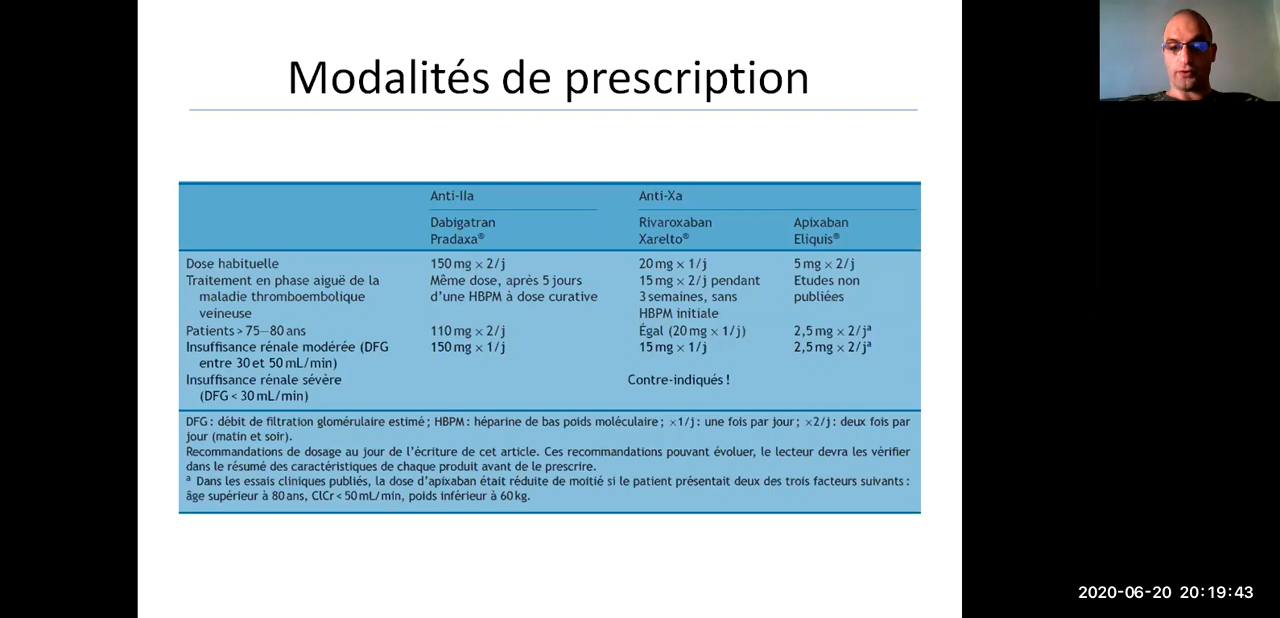 Modalités de prescription
Anti-IIa Anti-Xa
Dabigatran Rivaroxaban Apixaban
Pradaxa® Xarelto® Eliquis®
Dose habituelle 150 mg × 2/j 20 mg × 1/j 5 mg × 2/j
Traitement en phase aiguë de la Même dose, après 5 jours 15 mg × 2/j pendant Etudes non
maladie thromboembolique d’une HBPM à dose curative 3 semaines, sans publiées
veineuse HBPM initiale
Patients > 75—80 ans 110 mg × 2/j Égal (20 mg × 1/j) 2,5 mg × 2/jᵃ
Insuffisance rénale modérée (DFG 150 mg × 1/j 15 mg × 1/j 2,5 mg × 2/jᵃ
entre 30 et 50 mL/min)
Insuffisance rénale sévère Contre-indiqués !
(DFG < 30 mL/min)
DFG : débit de filtration glomérulaire estimé ; HBPM : héparine de bas poids moléculaire ; ×1/j : une fois par jour ; ×2/j : deux fois par
jour (matin et soir).
Recommandations de dosage au jour de l’écriture de cet article. Ces recommandations pouvant évoluer, le lecteur devra les vérifier
dans le résumé des caractéristiques de chaque produit avant de le prescrire.
ᵃ Dans les essais cliniques publiés, la dose d’apixaban était réduite de moitié si le patient présentait deux des trois facteurs suivants :
âge supérieur à 80 ans, ClCr < 50 mL/min, poids inférieur à 60 kg.
2020-06-20 20:19:43